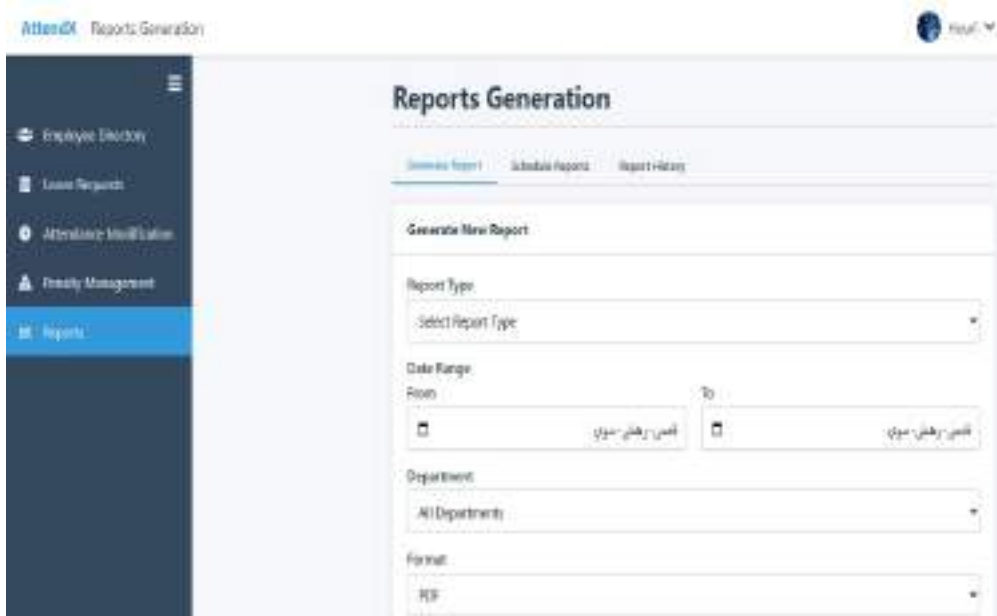 AttendX Reports Generation
Employee Directory
Leave Requests
Attendance Modification
Penalty Management
Reports
Reports Generation
Generate Report Schedule Reports Report History
Generate New Report
Report Type
Select Report Type
Date Range
From To
Department
All Departments
Format
PDF